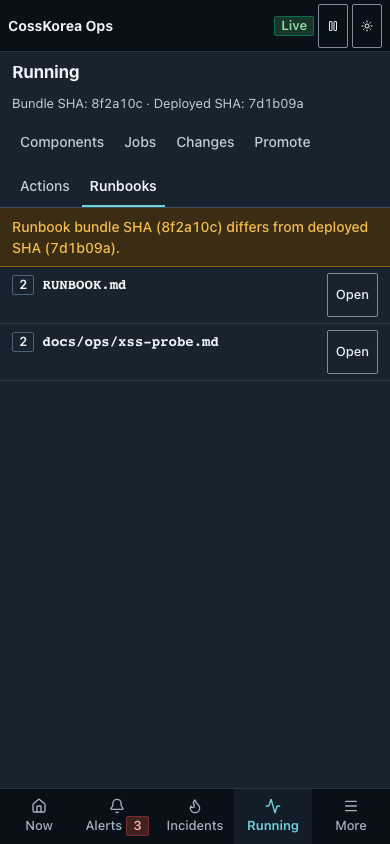 CossKorea Ops
Live
Running
Bundle SHA: 8f2a10c · Deployed SHA: 7d1b09a
Components Jobs Changes Promote
Actions Runbooks
Runbook bundle SHA (8f2a10c) differs from deployed
SHA (7d1b09a).
2 RUNBOOK.md Open
2 docs/ops/xss-probe.md Open
Now Alerts 3 Incidents Running More